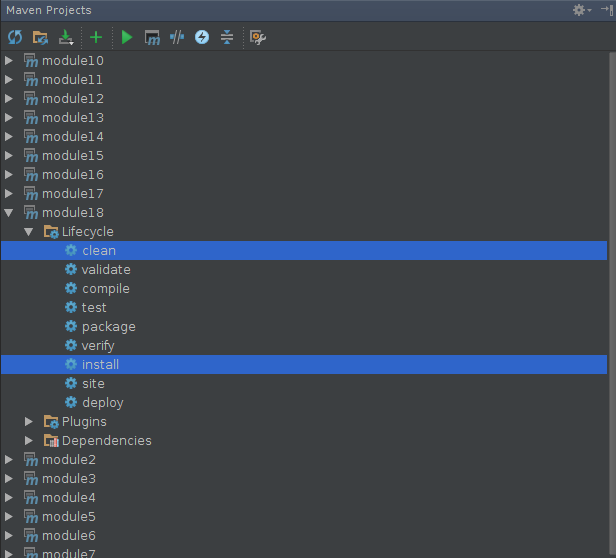 Maven Projects
module10
module11
module12
module13
module14
module15
module16
module17
module18
Lifecycle
clean
validate
compile
test
package
verify
install
site
deploy
Plugins
Dependencies
module2
module3
module4
module5
module6
module7